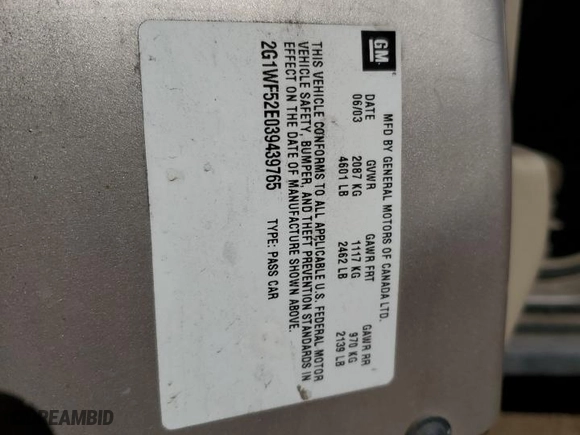 GM
MFD BY GENERAL MOTORS OF CANADA LTD.
DATE GVWR GAWR FRT GAWR RR
06/03 2087 KG 1117 KG 970 KG
4601 LB 2462 LB 2139 LB
THIS VEHICLE CONFORMS TO ALL APPLICABLE U.S. FEDERAL MOTOR
VEHICLE SAFETY, BUMPER, AND THEFT PREVENTION STANDARDS IN
EFFECT ON THE DATE OF MANUFACTURE SHOWN ABOVE.
2G1WF52E039439765 TYPE: PASS CAR